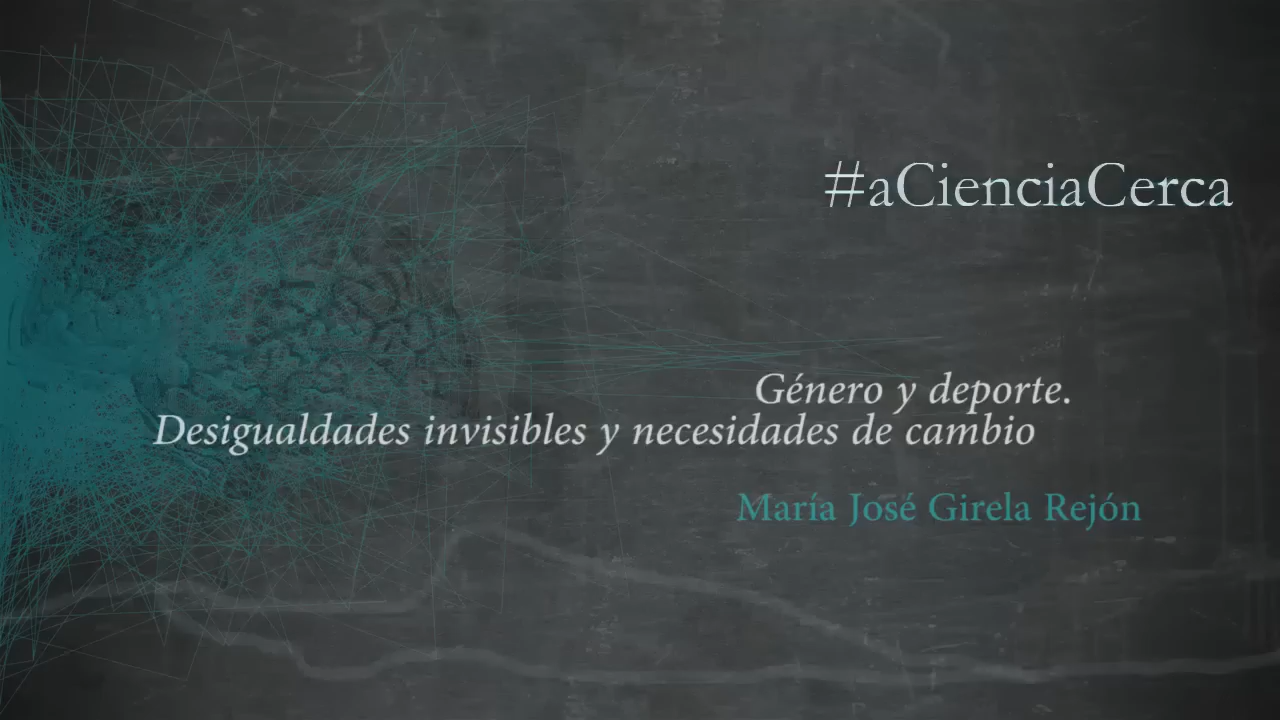 #aCienciaCerca
Género y deporte.
Desigualdades invisibles y necesidades de cambio
María José Girela Rejón